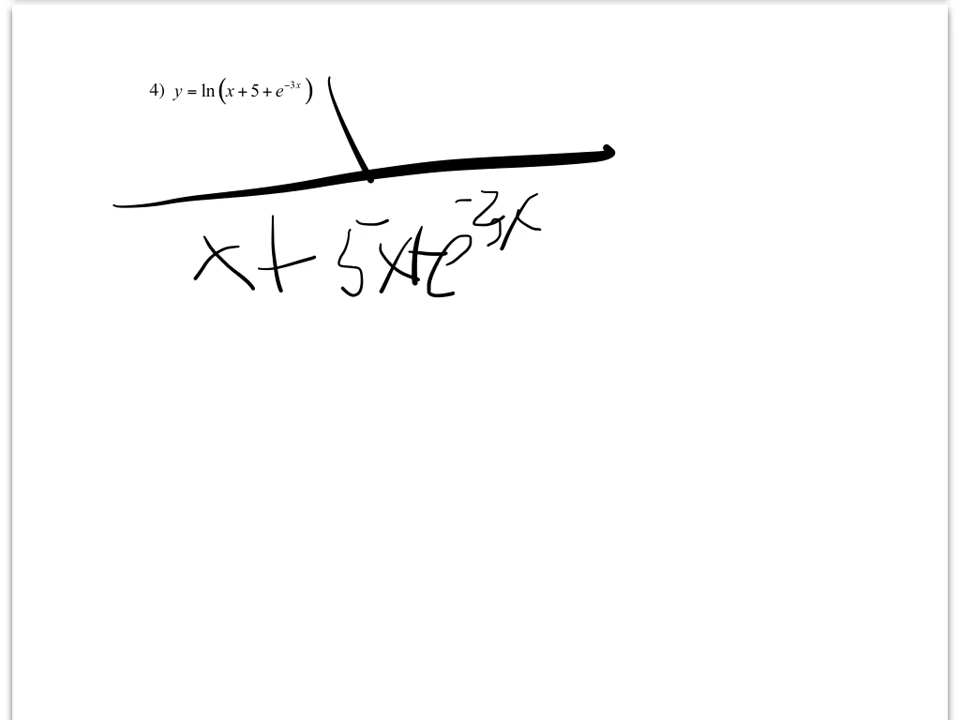 4) y = ln(x + 5 + e^{-3x})
x + 5x+e^{-3x}